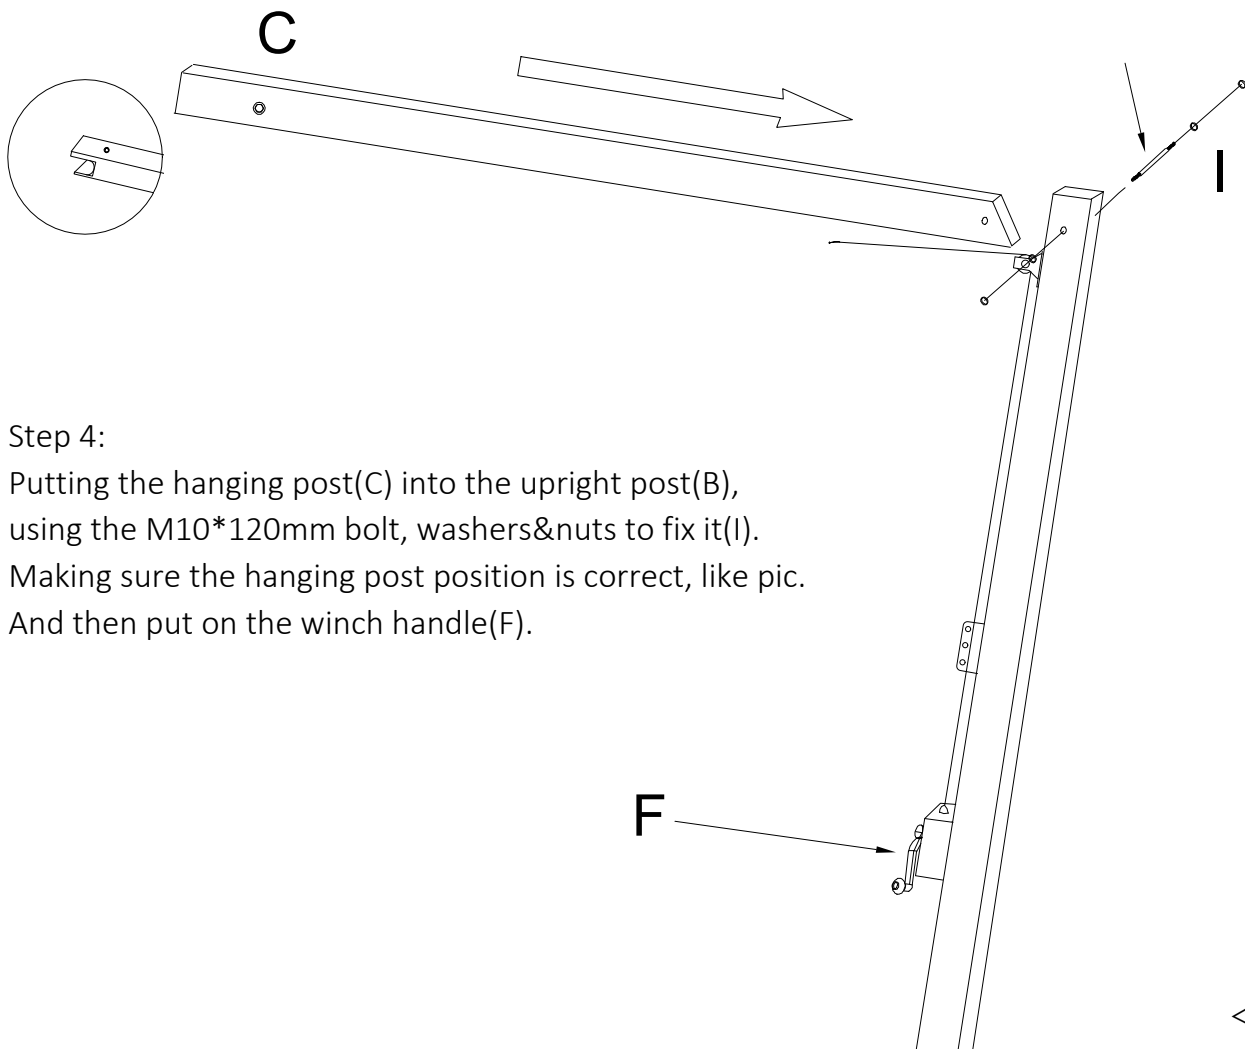 C
I
Step 4:
Putting the hanging post(C) into the upright post(B),
using the M10*120mm bolt, washers&nuts to fix it(I).
Making sure the hanging post position is correct, like pic.
And then put on the winch handle(F).
F